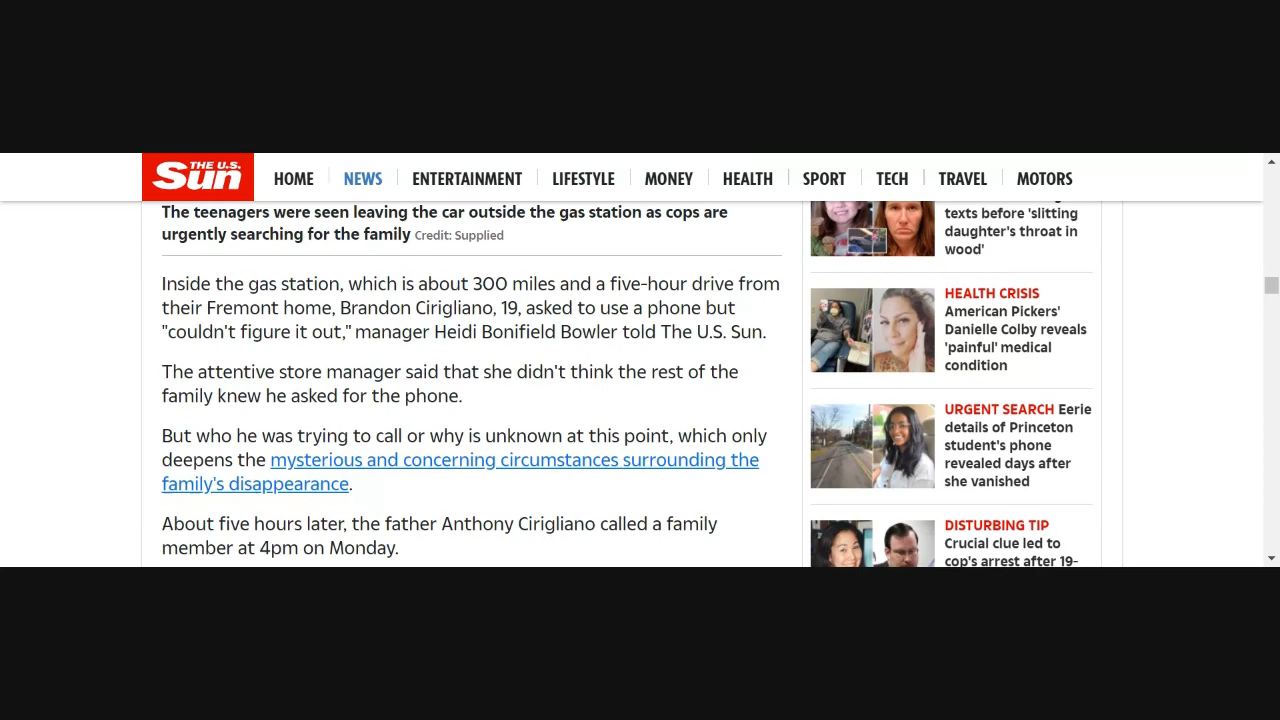 THE U.S.
Sun
HOME
NEWS
ENTERTAINMENT
LIFESTYLE
MONEY
HEALTH
SPORT
TECH
TRAVEL
MOTORS
The teenagers were seen leaving the car outside the gas station as cops are
urgently searching for the family Credit: Supplied
Inside the gas station, which is about 300 miles and a five-hour drive from
their Fremont home, Brandon Cirigliano, 19, asked to use a phone but
"couldn't figure it out," manager Heidi Bonifield Bowler told The U.S. Sun.
The attentive store manager said that she didn't think the rest of the
family knew he asked for the phone.
But who he was trying to call or why is unknown at this point, which only
deepens the mysterious and concerning circumstances surrounding the
family's disappearance.
About five hours later, the father Anthony Cirigliano called a family
member at 4pm on Monday.
texts before 'slitting
daughter's throat in
wood'
HEALTH CRISIS
American Pickers'
Danielle Colby reveals
'painful' medical
condition
URGENT SEARCH Eerie
details of Princeton
student's phone
revealed days after
she vanished
DISTURBING TIP
Crucial clue led to
cop's arrest after 19-